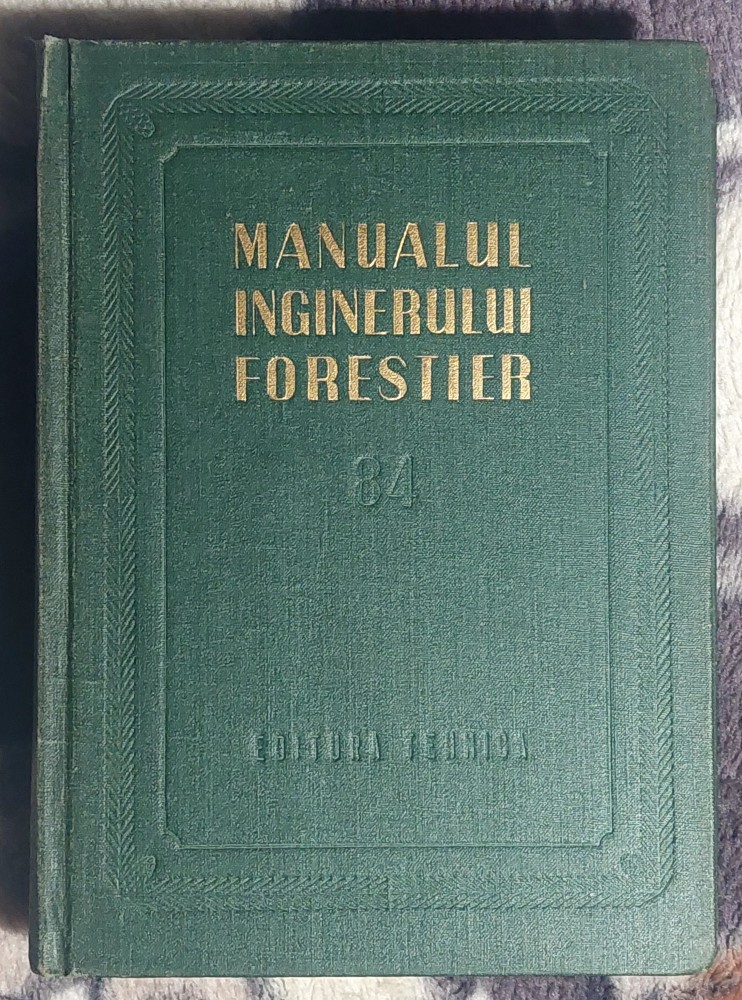 MANUALUL
INGINERULUI
FORESTIER
84
EDITURA TEHNICA